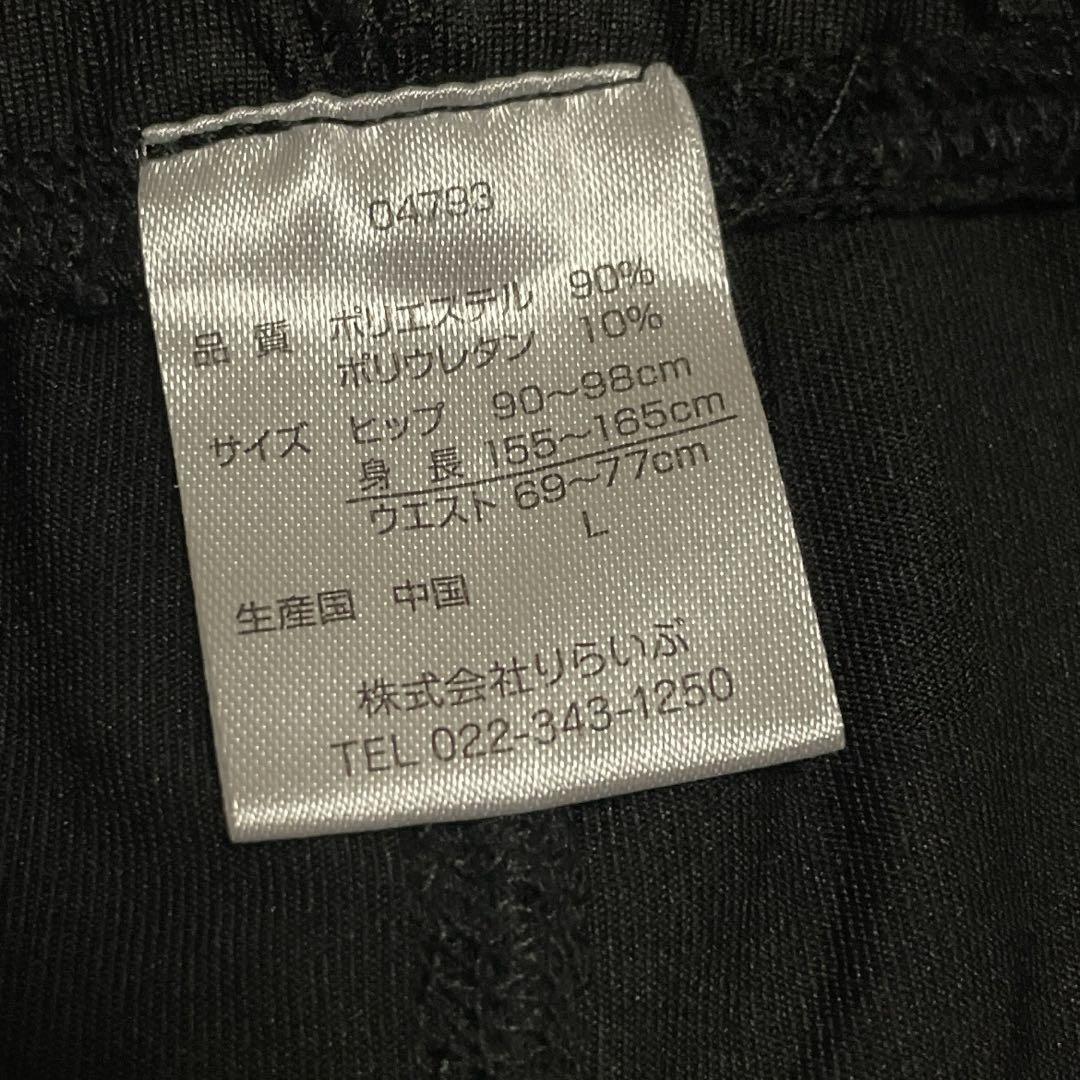 04793
品 質 ポリエステル 90%
ポリウレタン 10%
サイズ ヒップ 90～98cm
身 長 155～165cm
ウエスト 69～77cm
L
生産国 中国
株式会社りらいぶ
TEL 022-343-1250